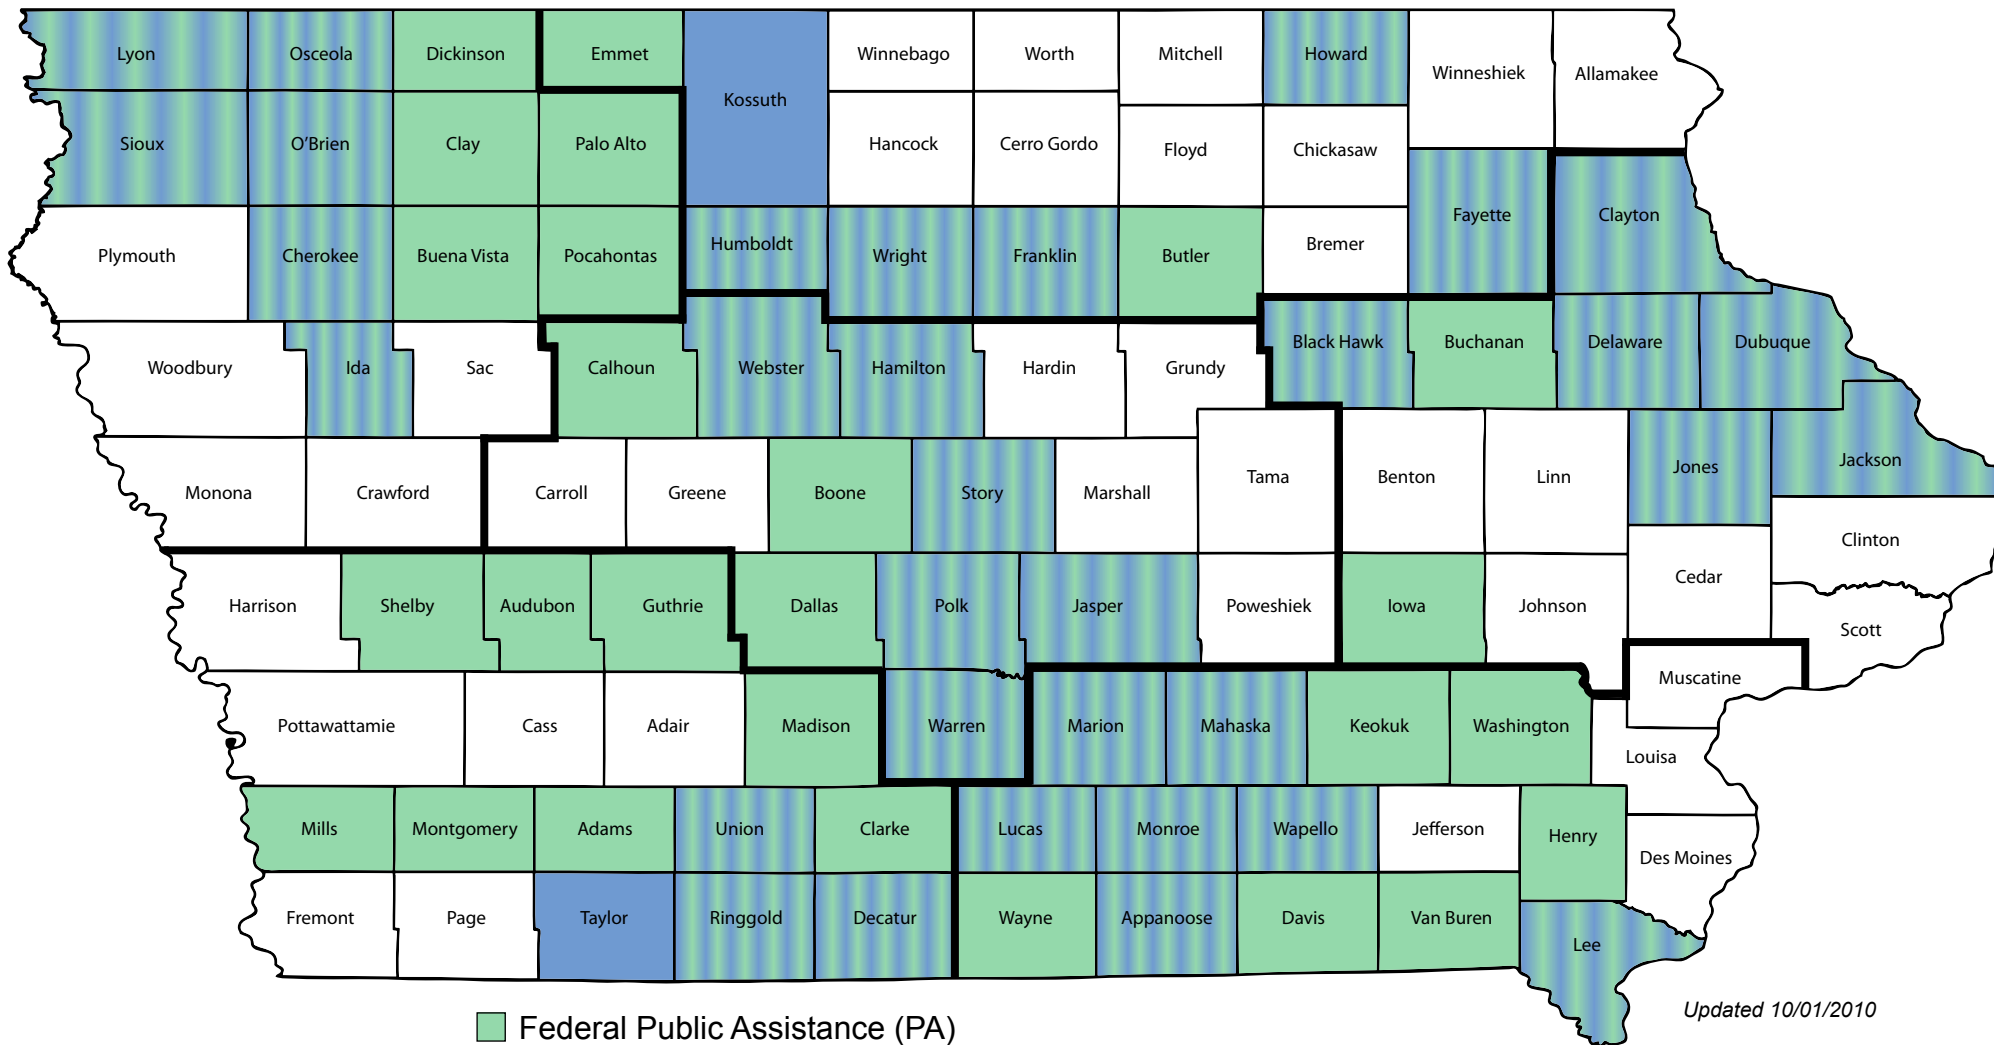 Lyon
Osceola
Dickinson
Emmet
Kossuth
Winnebago
Worth
Mitchell
Howard
Winneshiek
Allamakee
Sioux
O'Brien
Clay
Palo Alto
Hancock
Cerro Gordo
Floyd
Chickasaw
Fayette
Clayton
Plymouth
Cherokee
Buena Vista
Pocahontas
Humboldt
Wright
Franklin
Butler
Bremer
Woodbury
Ida
Sac
Calhoun
Webster
Hamilton
Hardin
Grundy
Black Hawk
Buchanan
Delaware
Dubuque
Monona
Crawford
Carroll
Greene
Boone
Story
Marshall
Tama
Benton
Linn
Jones
Jackson
Clinton
Cedar
Scott
Harrison
Shelby
Audubon
Guthrie
Dallas
Polk
Jasper
Poweshiek
Iowa
Johnson
Muscatine
Pottawattamie
Cass
Adair
Madison
Warren
Marion
Mahaska
Keokuk
Washington
Louisa
Mills
Montgomery
Adams
Union
Clarke
Lucas
Monroe
Wapello
Jefferson
Henry
Des Moines
Fremont
Page
Taylor
Ringgold
Decatur
Wayne
Appanoose
Davis
Van Buren
Lee
Updated 10/01/2010
Federal Public Assistance (PA)